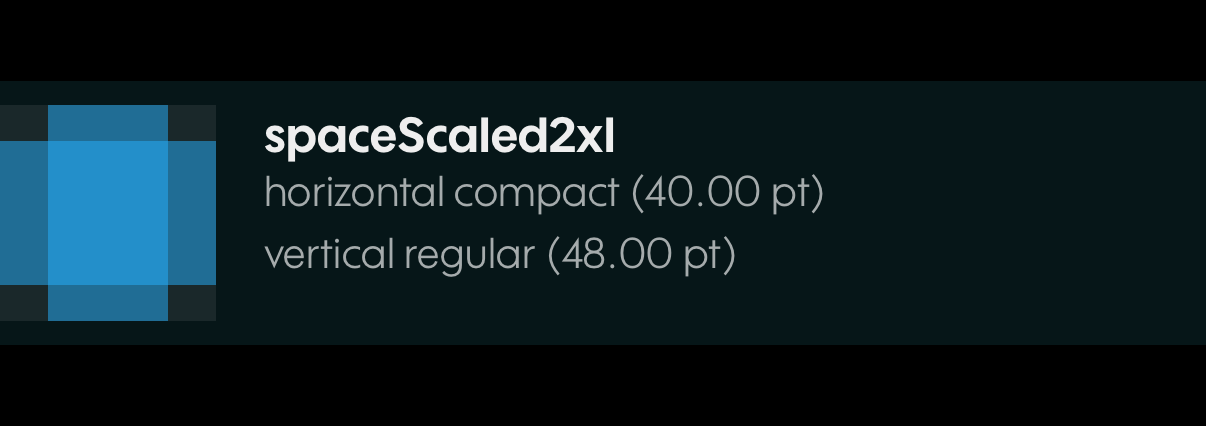 spaceScaled2xl
horizontal compact (40.00 pt)
vertical regular (48.00 pt)